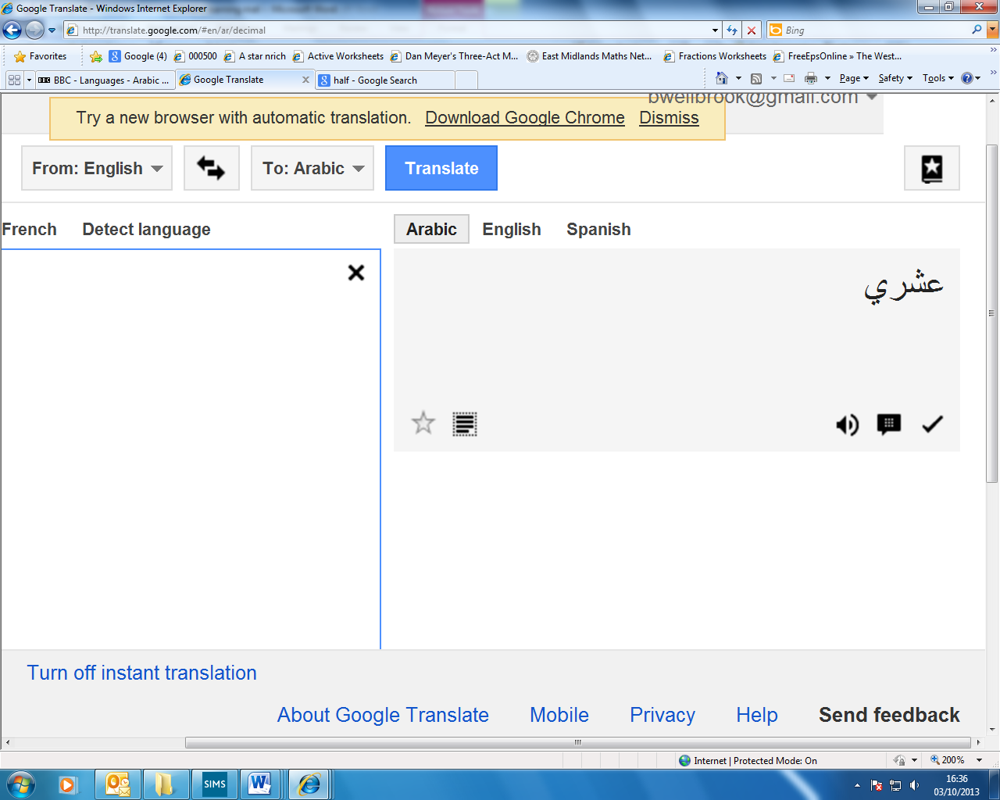 Google Translate - Windows Internet Explorer
http://translate.google.com/#en/ar/decimal
Bing
Favorites
Google (4)
000500
A star nrich
Active Worksheets
Dan Meyer's Three-Act M...
East Midlands Maths Net...
Fractions Worksheets
FreeEpsOnline » The West...
BBC - Languages - Arabic ...
Google Translate
half - Google Search
Page
Safety
Tools
bwellbrook@gmail.com
Try a new browser with automatic translation. Download Google Chrome Dismiss
From: English
To: Arabic
Translate
French Detect language
Arabic English Spanish
عشري
Turn off instant translation
About Google Translate Mobile Privacy Help Send feedback
Internet | Protected Mode: On
200%
SIMS
16:36
03/10/2013